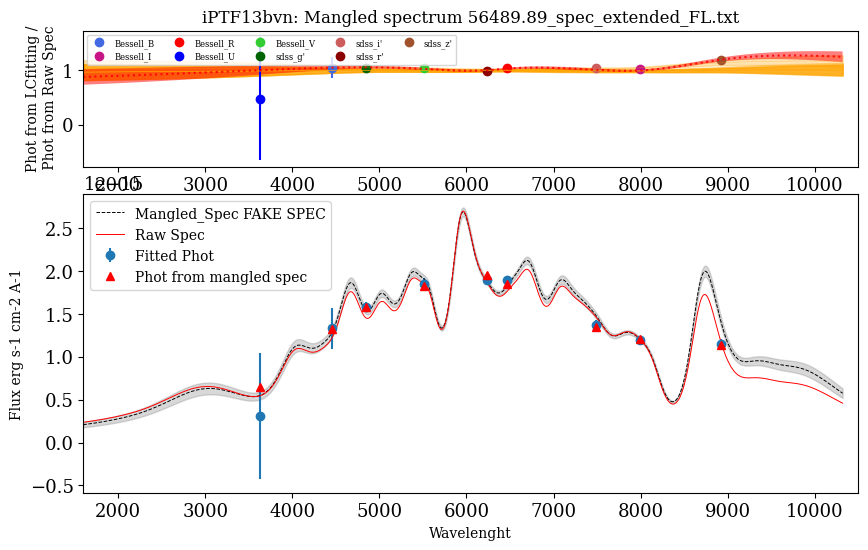 iPTF13bvn: Mangled spectrum 56489.89_spec_extended_FL.txt
Phot from LCfitting /
Phot from Raw Spec
Bessell_B Bessell_R Bessell_V sdss_i' sdss_z'
Bessell_I Bessell_U sdss_g' sdss_r'
1
0
2000 3000 4000 5000 6000 7000 8000 9000 10000
1e−15
Mangled_Spec FAKE SPEC
Raw Spec
Fitted Phot
Phot from mangled spec
Flux erg s-1 cm-2 A-1
2.5
2.0
1.5
1.0
0.5
0.0
−0.5
2000 3000 4000 5000 6000 7000 8000 9000 10000
Wavelenght